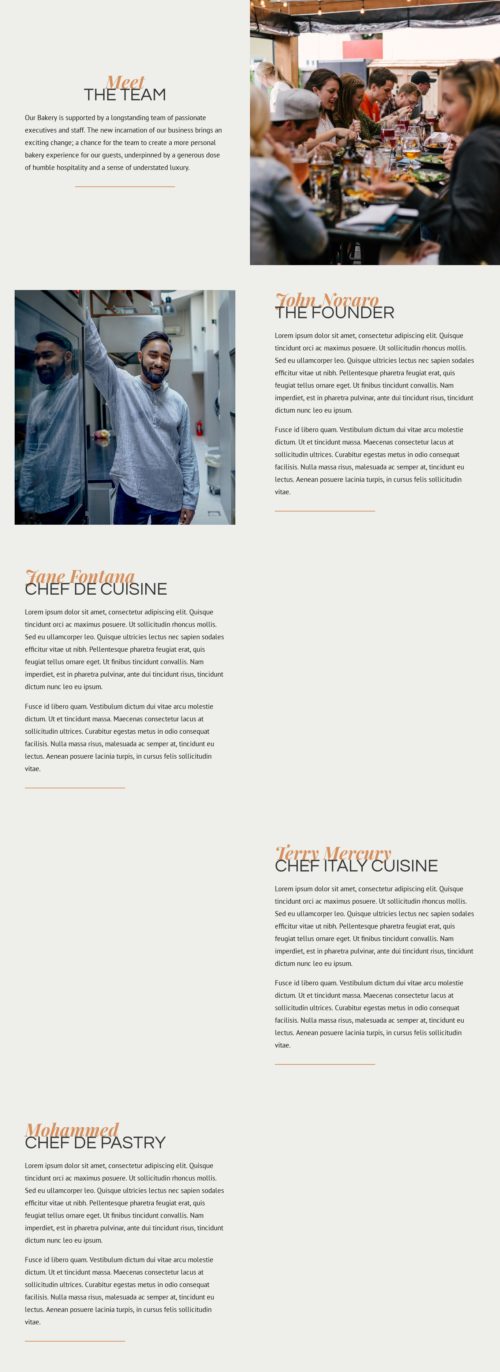 Meet
THE TEAM
Our Bakery is supported by a longstanding team of passionate
executives and staff. The new incarnation of our business brings an
exciting change; a chance for the team to create a more personal
bakery experience for our guests, underpinned by a generous dose
of humble hospitality and a sense of understated luxury.
John Novaro
THE FOUNDER
Lorem ipsum dolor sit amet, consectetur adipiscing elit. Quisque
tincidunt orci ac maximus posuere. Ut sollicitudin rhoncus mollis.
Sed eu ullamcorper leo. Quisque ultricies lectus nec sapien sodales
efficitur vitae ut nibh. Pellentesque pharetra feugiat erat, quis
feugiat tellus ornare eget. Ut finibus tincidunt convallis. Nam
imperdiet, est in pharetra pulvinar, ante dui tincidunt risus, tincidunt
dictum nunc leo eu ipsum.
Fusce id libero quam. Vestibulum dictum dui vitae arcu molestie
dictum. Ut et tincidunt massa. Maecenas consectetur lacus at
sollicitudin ultrices. Curabitur egestas metus in odio consequat
facilisis. Nulla massa risus, malesuada ac semper at, tincidunt eu
lectus. Aenean posuere lacinia turpis, in cursus felis sollicitudin
vitae.
Jane Fontana
CHEF DE CUISINE
Lorem ipsum dolor sit amet, consectetur adipiscing elit. Quisque
tincidunt orci ac maximus posuere. Ut sollicitudin rhoncus mollis.
Sed eu ullamcorper leo. Quisque ultricies lectus nec sapien sodales
efficitur vitae ut nibh. Pellentesque pharetra feugiat erat, quis
feugiat tellus ornare eget. Ut finibus tincidunt convallis. Nam
imperdiet, est in pharetra pulvinar, ante dui tincidunt risus, tincidunt
dictum nunc leo eu ipsum.
Fusce id libero quam. Vestibulum dictum dui vitae arcu molestie
dictum. Ut et tincidunt massa. Maecenas consectetur lacus at
sollicitudin ultrices. Curabitur egestas metus in odio consequat
facilisis. Nulla massa risus, malesuada ac semper at, tincidunt eu
lectus. Aenean posuere lacinia turpis, in cursus felis sollicitudin
vitae.
Terry Mercury
CHEF ITALY CUISINE
Lorem ipsum dolor sit amet, consectetur adipiscing elit. Quisque
tincidunt orci ac maximus posuere. Ut sollicitudin rhoncus mollis.
Sed eu ullamcorper leo. Quisque ultricies lectus nec sapien sodales
efficitur vitae ut nibh. Pellentesque pharetra feugiat erat, quis
feugiat tellus ornare eget. Ut finibus tincidunt convallis. Nam
imperdiet, est in pharetra pulvinar, ante dui tincidunt risus, tincidunt
dictum nunc leo eu ipsum.
Fusce id libero quam. Vestibulum dictum dui vitae arcu molestie
dictum. Ut et tincidunt massa. Maecenas consectetur lacus at
sollicitudin ultrices. Curabitur egestas metus in odio consequat
facilisis. Nulla massa risus, malesuada ac semper at, tincidunt eu
lectus. Aenean posuere lacinia turpis, in cursus felis sollicitudin
vitae.
Mohammed
CHEF DE PASTRY
Lorem ipsum dolor sit amet, consectetur adipiscing elit. Quisque
tincidunt orci ac maximus posuere. Ut sollicitudin rhoncus mollis.
Sed eu ullamcorper leo. Quisque ultricies lectus nec sapien sodales
efficitur vitae ut nibh. Pellentesque pharetra feugiat erat, quis
feugiat tellus ornare eget. Ut finibus tincidunt convallis. Nam
imperdiet, est in pharetra pulvinar, ante dui tincidunt risus, tincidunt
dictum nunc leo eu ipsum.
Fusce id libero quam. Vestibulum dictum dui vitae arcu molestie
dictum. Ut et tincidunt massa. Maecenas consectetur lacus at
sollicitudin ultrices. Curabitur egestas metus in odio consequat
facilisis. Nulla massa risus, malesuada ac semper at, tincidunt eu
lectus. Aenean posuere lacinia turpis, in cursus felis sollicitudin
vitae.